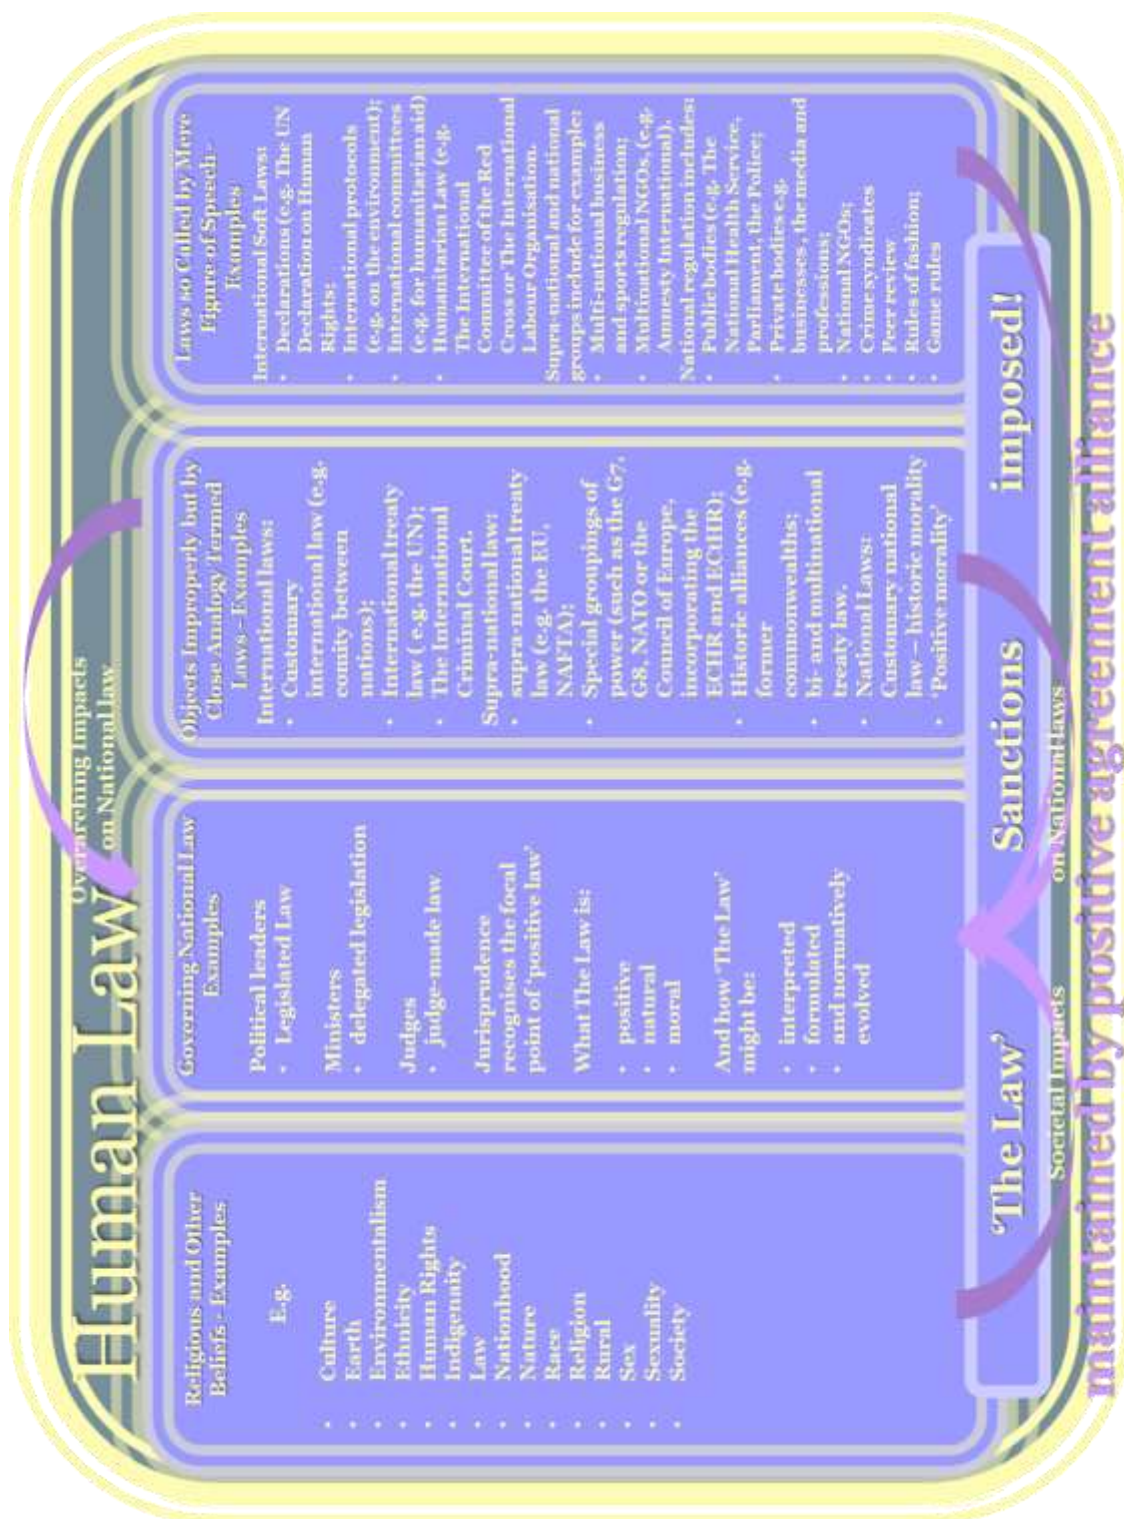 Human Law
Overarching Impacts
on National law
Religious and Other
Beliefs - Examples
E.g.
• Culture
• Earth
• Environmentalism
• Ethnicity
• Human Rights
• Indigenaity
• Law
• Nationhood
• Nature
• Race
• Religion
• Rural
• Sex
• Sexuality
• Society
Governing National Law
Examples
Political leaders
• Legislated Law
Ministers
• delegated legislation
Judges
• judge-made law
Jurisprudence
recognises the focal
point of ‘positive law’
What The Law is:
• positive
• natural
• moral
And how ‘The Law’
might be:
• interpreted
• formulated
• and normatively
evolved
Objects Improperly but by
Close Analogy Termed
Laws - Examples
International laws:
• Customary
international law (e.g.
comity between
nations);
• International treaty
law ( e.g. the UN);
• The International
Criminal Court.
Supra-national law:
• supra-national treaty
law (e.g. the EU,
NAFTA);
• Special groupings of
power (such as the G7,
G8, NATO or the
Council of Europe,
incorporating the
ECHR and ECtHR);
• Historic alliances (e.g.
former
commonwealths;
• bi- and multinational
treaty law.
• National Laws:
Customary national
law – historic morality
• ‘Positive morality’
Laws so Called by Mere
Figure of Speech -
Examples
International Soft Laws:
• Declarations (e.g. The UN
Declaration on Humn
Rights;
• International protocols
(e.g. on the environment);
• International committees
(e.g. for humanitarian aid)
• Humanitarian Law (e.g.
The International
Committee of the Red
Cross or The International
Labour Organisation.
Supra-national and national
groups include for example:
• Multi-national business
and sports regulation;
• Multinational NGOs, (e.g.
Amnesty International).
National regulation includes:
• Public bodies (e.g. The
National Health Service,
Parliament, the Police;
• Private bodies e.g.
businesses, the media and
professions;
• National NGOs;
• Crime syndicates
• Peer review
• Rules of fashion;
• Game rules
‘The Law’ Sanctions imposed!
Societal Impacts on National laws
maintained by positive agreement alliance